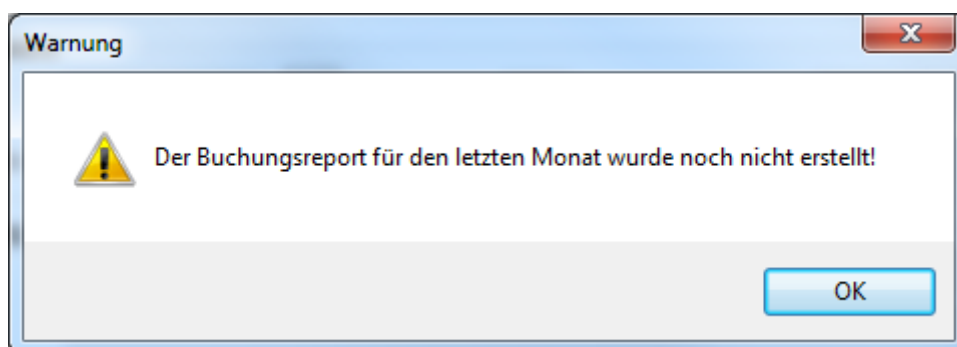 Warnung
Der Buchungsreport für den letzten Monat wurde noch nicht erstellt!
OK